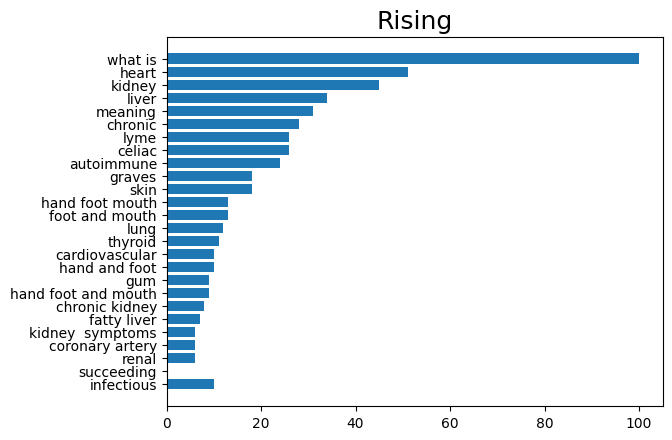 Rising
what is
heart
kidney
liver
meaning
chronic
lyme
celiac
autoimmune
graves
skin
hand foot mouth
foot and mouth
lung
thyroid
cardiovascular
hand and foot
gum
hand foot and mouth
chronic kidney
fatty liver
kidney  symptoms
coronary artery
renal
succeeding
infectious
0 20 40 60 80 100